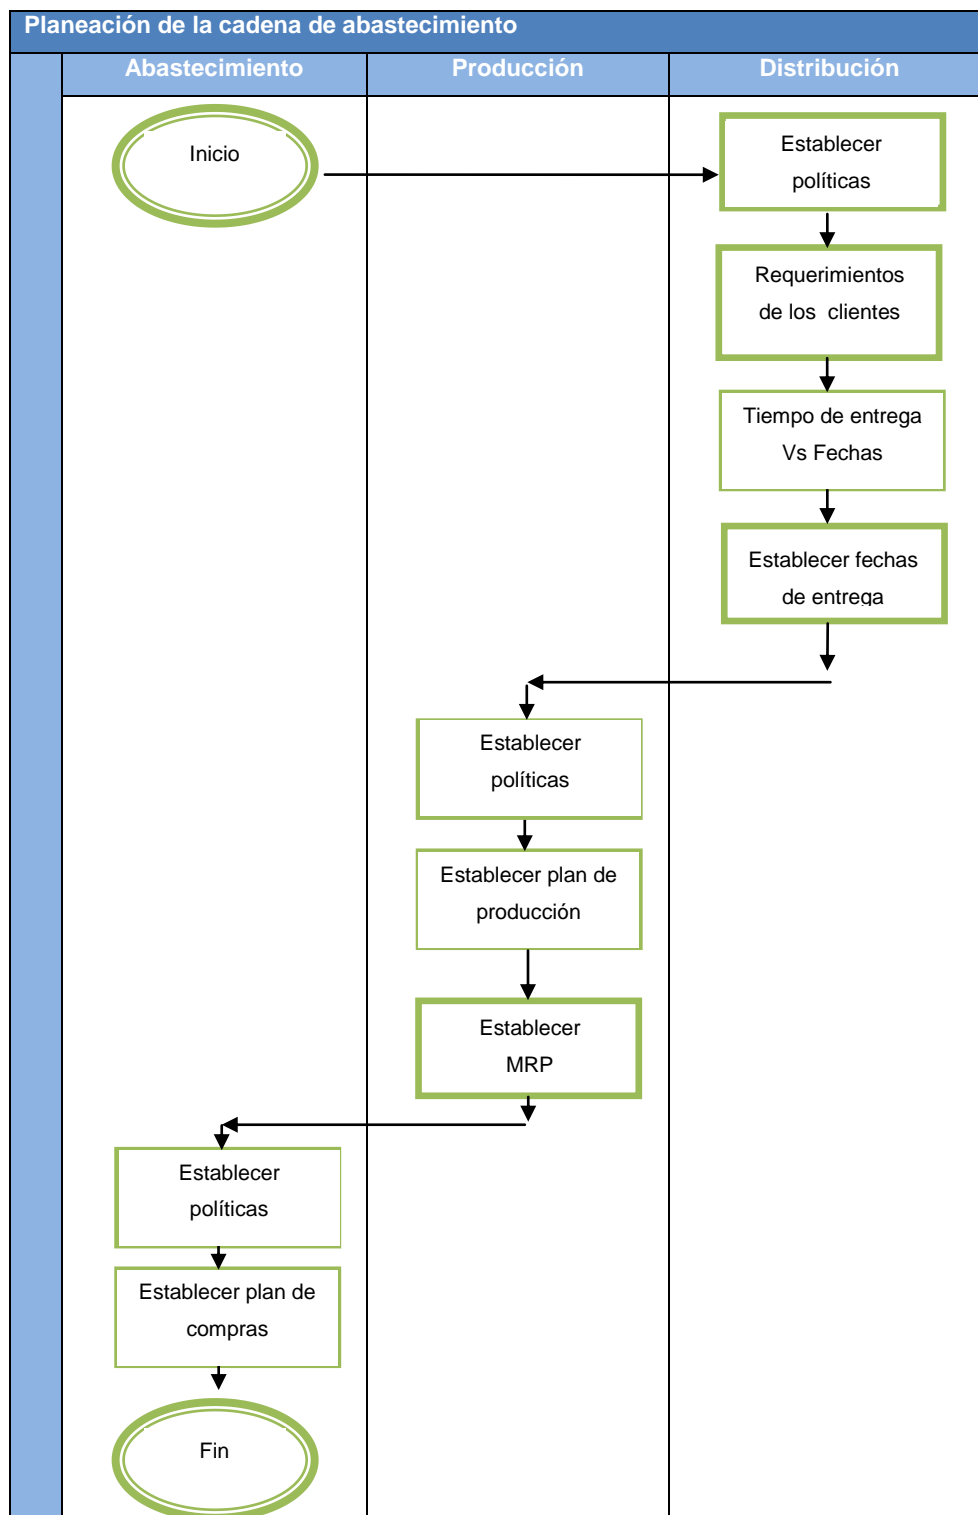 Planeación de la cadena de abastecimiento
Abastecimiento
Producción
Distribución
Inicio
Establecer
políticas
Requerimientos
de los clientes
Tiempo de entrega
Vs Fechas
Establecer fechas
de entrega
Establecer
políticas
Establecer plan de
producción
Establecer
MRP
Establecer
políticas
Establecer plan de
compras
Fin